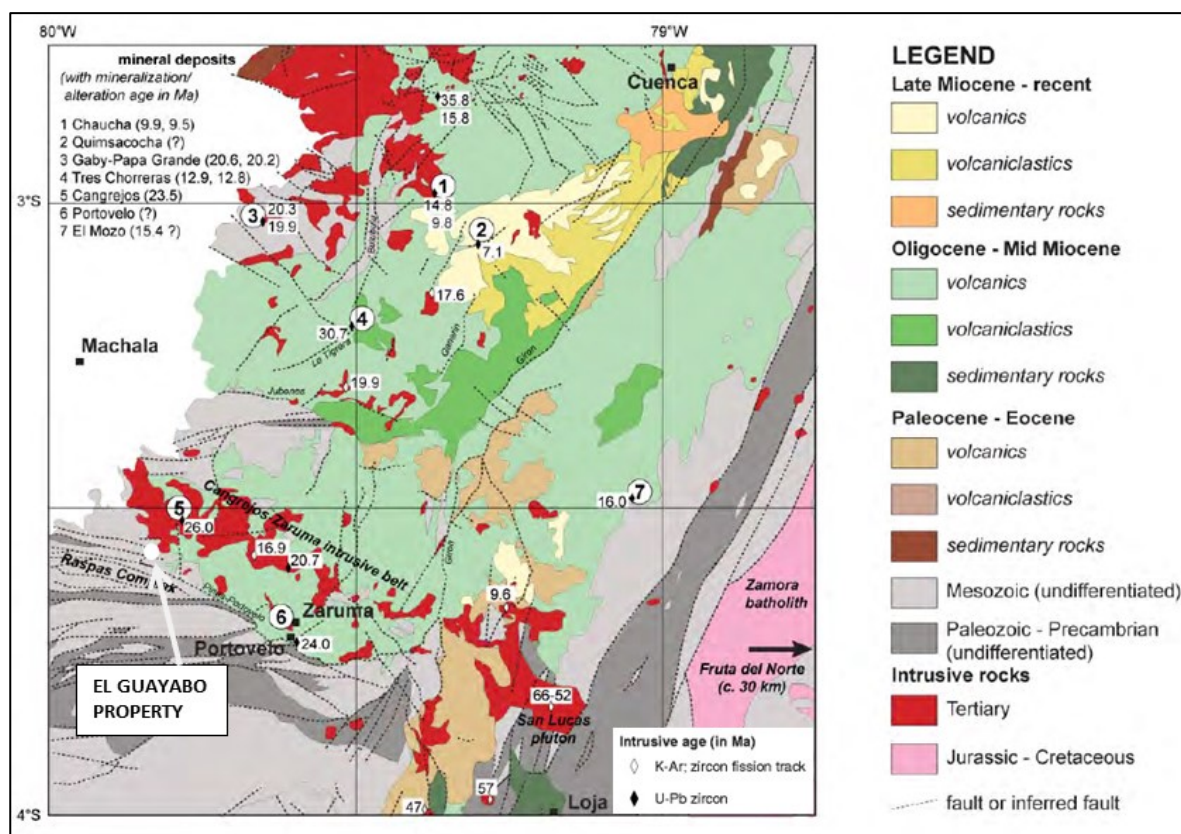 80°W
79°W
mineral deposits
(with mineralization/
alteration age in Ma)
1 Chaucha (9.9, 9.5)
2 Quimsacocha (?)
3 Gaby-Papa Grande (20.6, 20.2)
4 Tres Chorreras (12.9, 12.8)
5 Cangrejos (23.5)
6 Portovelo (?)
7 El Mozo (15.4 ?)
Cuenca
35.8
15.8
1
14.8
9.8
3°S
3
20.3
19.9
2
7.1
17.6
4
30.7
Machala
La Tigrera
Gañarin
Giron
19.9
Jubones
7
16.0
5
26.0
Cangrejos Zaruma intrusive belt
16.9
20.7
Raspas Complex
Giron
9.6
Zamora
batholith
6
Zaruma
Portovelo
24.0
Fruta del Norte
(c. 30 km)
EL GUAYABO
PROPERTY
66-52
San Lucas
pluton
57
47
Loja
4°S
Intrusive age (in Ma)
K-Ar; zircon fission track
U-Pb zircon
LEGEND
Late Miocene - recent
volcanics
volcaniclastics
sedimentary rocks
Oligocene - Mid Miocene
volcanics
volcaniclastics
sedimentary rocks
Paleocene - Eocene
volcanics
volcaniclastics
sedimentary rocks
Mesozoic (undifferentiated)
Paleozoic - Precambrian
(undifferentiated)
Intrusive rocks
Tertiary
Jurassic - Cretaceous
fault or inferred fault